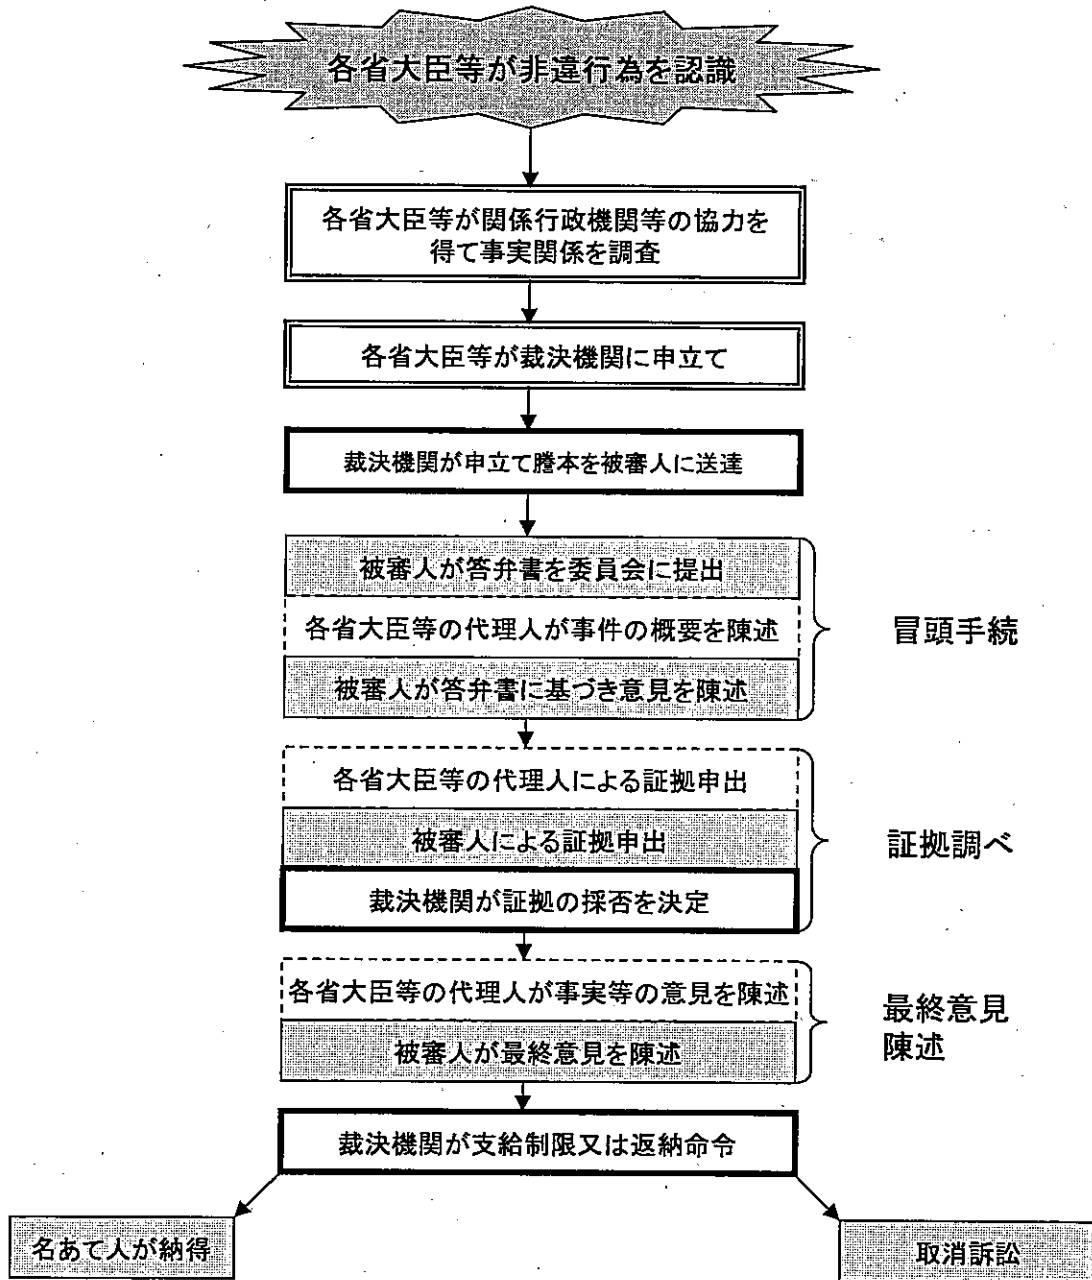 各省大臣等が非違行為を認識
各省大臣等が関係行政機関等の協力を
得て事実関係を調査
各省大臣等が裁決機関に申立て
裁決機関が申立て謄本を被審人に送達
被審人が答弁書を委員会に提出
各省大臣等の代理人が事件の概要を陳述
被審人が答弁書に基づき意見を陳述
冒頭手続
各省大臣等の代理人による証拠申出
被審人による証拠申出
裁決機関が証拠の採否を決定
証拠調べ
各省大臣等の代理人が事実等の意見を陳述
被審人が最終意見を陳述
最終意見
陳述
裁決機関が支給制限又は返納命令
名あて人が納得
取消訴訟